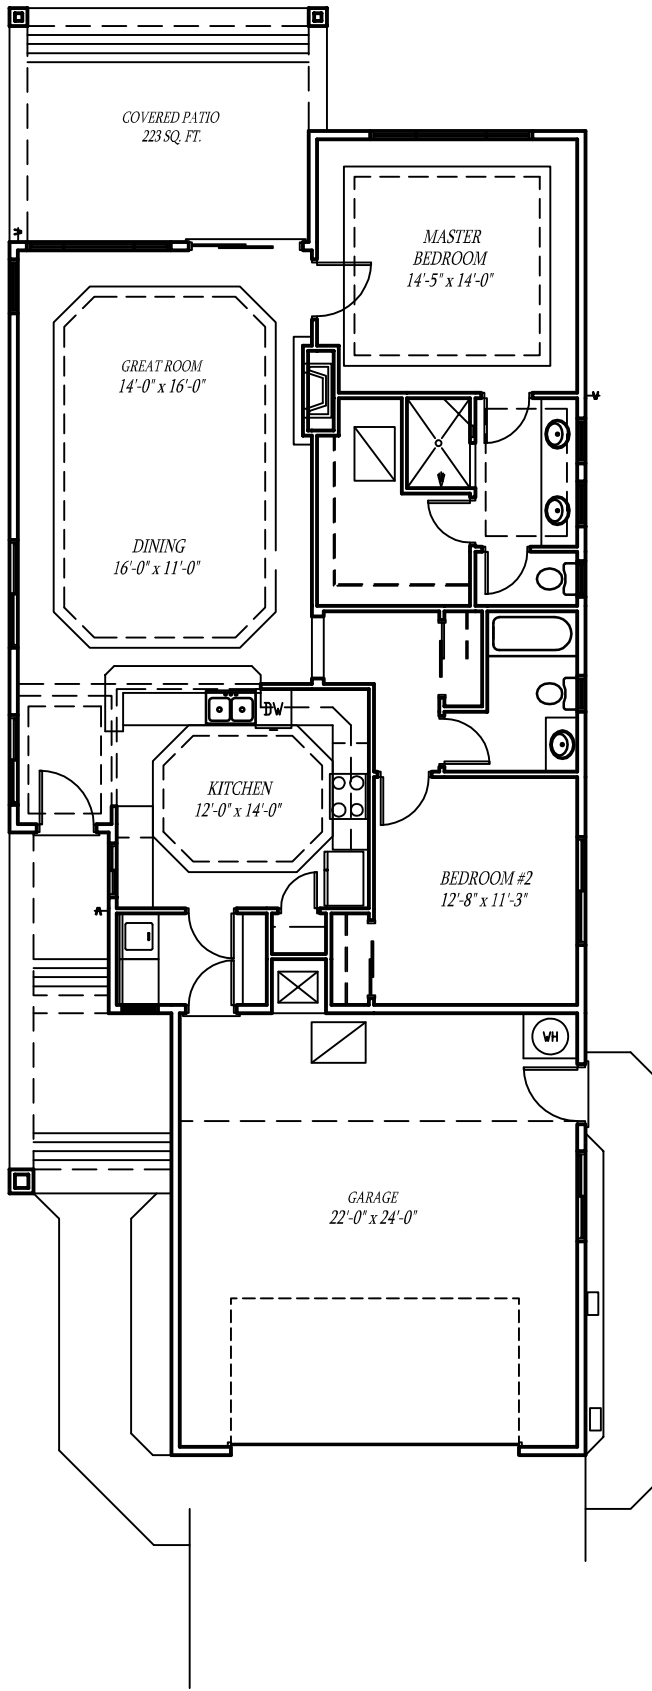 COVERED PATIO
223 SQ. FT.
MASTER
BEDROOM
14'-5" x 14'-0"
GREAT ROOM
14'-0" x 16'-0"
DINING
16'-0" x 11'-0"
DW
KITCHEN
12'-0" x 14'-0"
BEDROOM #2
12'-8" x 11'-3"
WH
GARAGE
22'-0" x 24'-0"